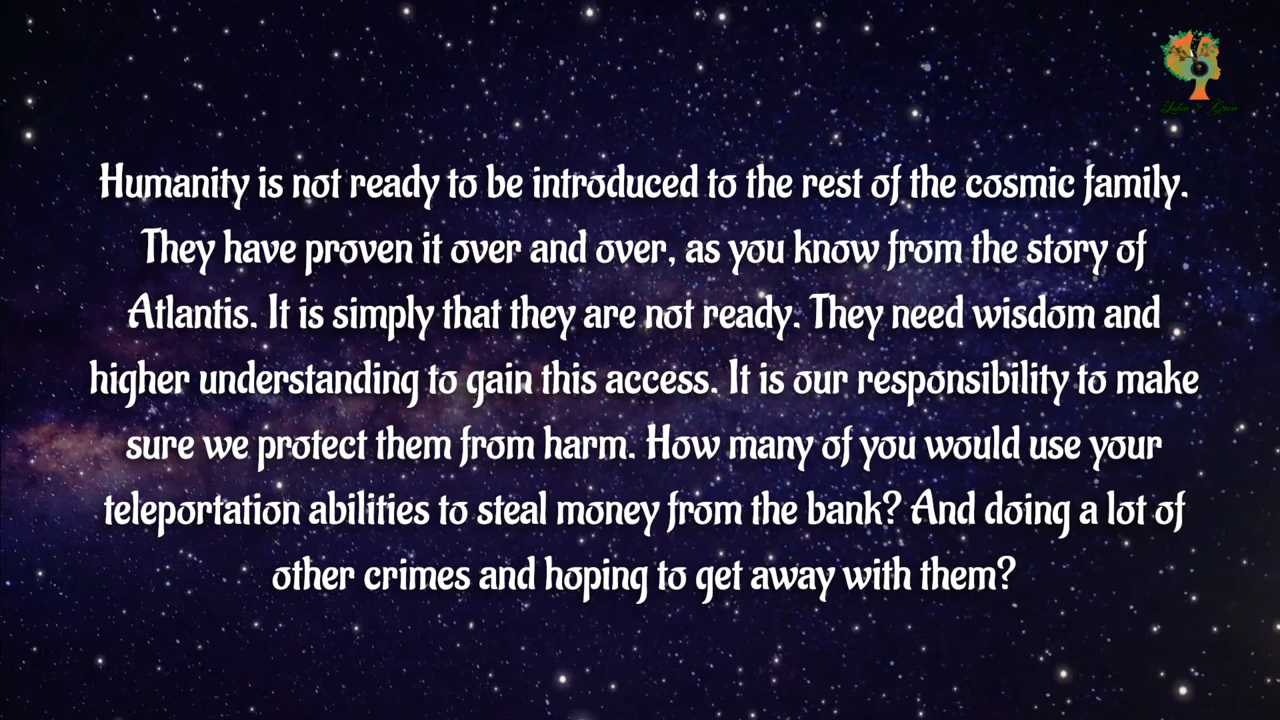 Humanity is not ready to be introduced to the rest of the cosmic family.
They have proven it over and over, as you know from the story of
Atlantis. It is simply that they are not ready. They need wisdom and
higher understanding to gain this access. It is our responsibility to make
sure we protect them from harm. How many of you would use your
teleportation abilities to steal money from the bank? And doing a lot of
other crimes and hoping to get away with them?